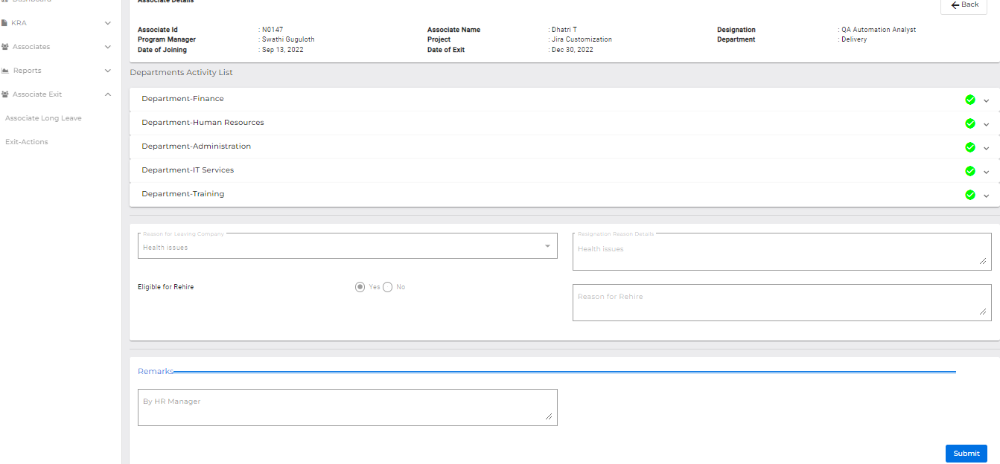 Dashboard
KRA
Associates
Reports
Associate Exit
Associate Long Leave
Exit-Actions
Associate Details
Back
Associate Id : N0147 Associate Name : Dhatri T Designation : QA Automation Analyst
Program Manager : Swathi Guguloth Project : Jira Customization Department : Delivery
Date of Joining : Sep 13, 2022 Date of Exit : Dec 30, 2022
Departments Activity List
Department-Finance
Department-Human Resources
Department-Administration
Department-IT Services
Department-Training
Reason for Leaving Company
Health issues
Resignation Reason Details
Health issues
Eligible for Rehire Yes No
Reason for Rehire
Remarks
By HR Manager
Submit